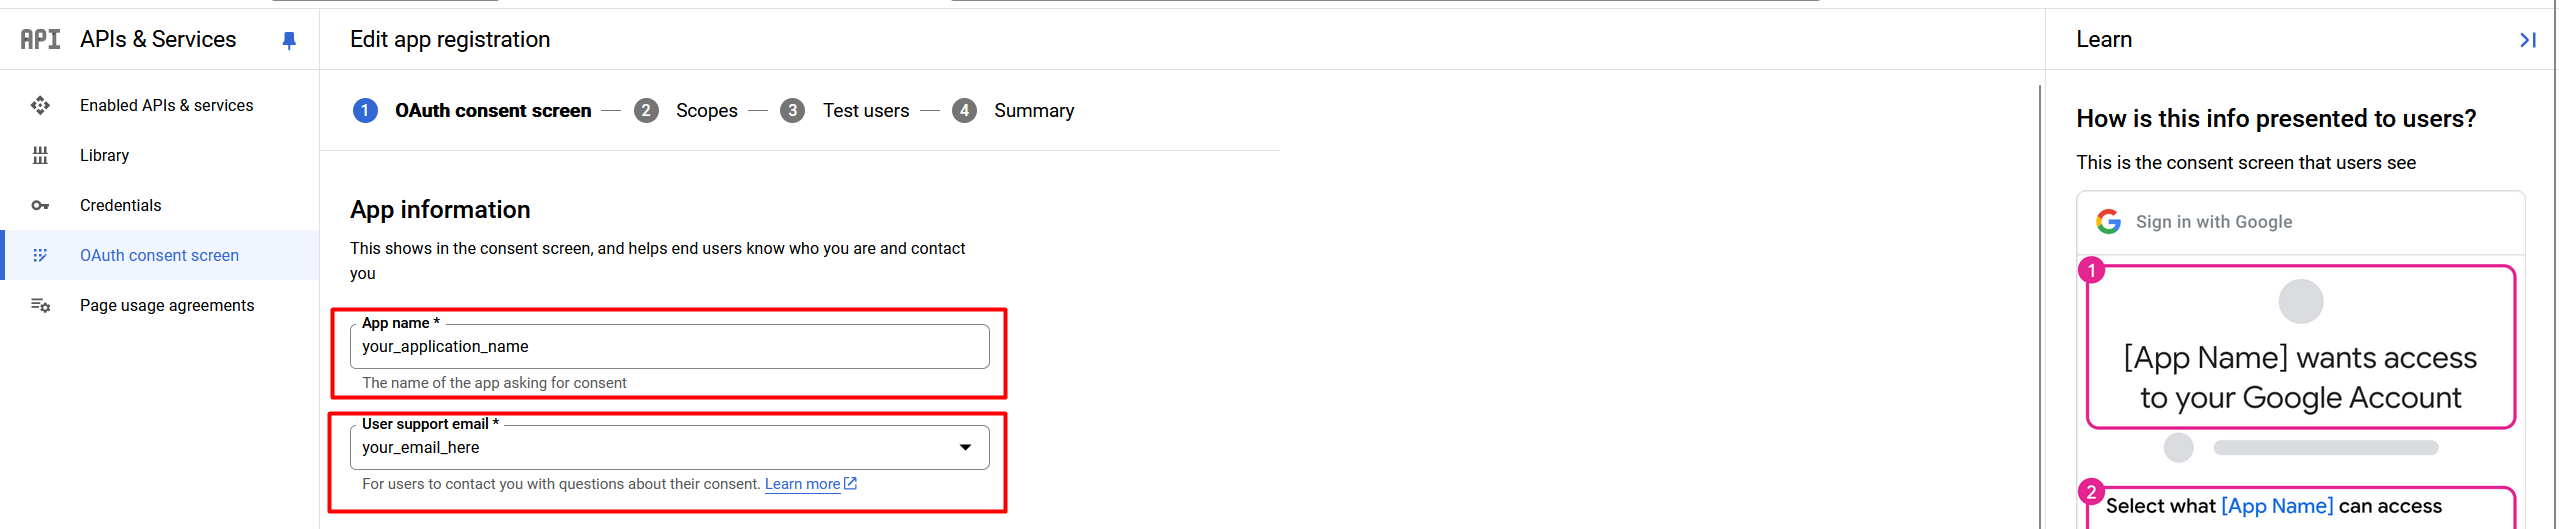 API APIs & Services
Enabled APIs & services
Library
Credentials
OAuth consent screen
Page usage agreements
Edit app registration
1 OAuth consent screen — 2 Scopes — 3 Test users — 4 Summary
App information
This shows in the consent screen, and helps end users know who you are and contact
you
App name *
your_application_name
The name of the app asking for consent
User support email *
your_email_here
For users to contact you with questions about their consent. Learn more
Learn
How is this info presented to users?
This is the consent screen that users see
Sign in with Google
1
[App Name] wants access
to your Google Account
2
Select what [App Name] can access